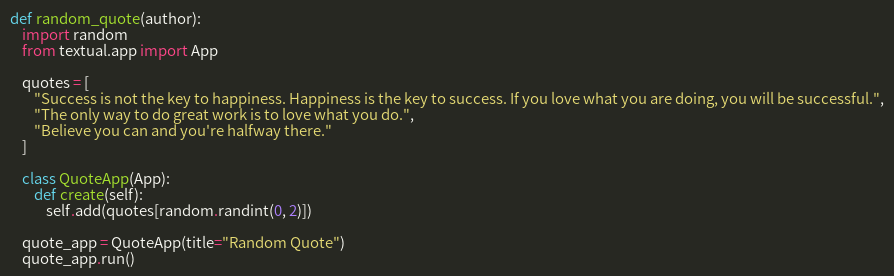 def random_quote(author):
    import random
    from textual.app import App

    quotes = [
        "Success is not the key to happiness. Happiness is the key to success. If you love what you are doing, you will be successful.",
        "The only way to do great work is to love what you do.",
        "Believe you can and you're halfway there."
    ]

    class QuoteApp(App):
        def create(self):
            self.add(quotes[random.randint(0, 2)])

    quote_app = QuoteApp(title="Random Quote")
    quote_app.run()